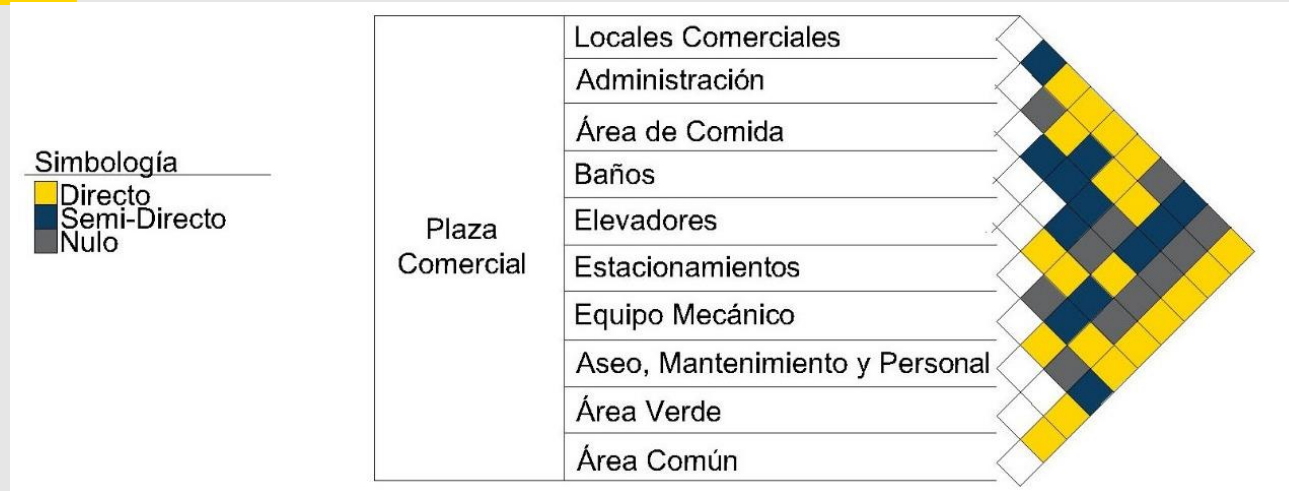 Simbología
Directo
Semi-Directo
Nulo
Plaza
Comercial
Locales Comerciales
Administración
Área de Comida
Baños
Elevadores
Estacionamientos
Equipo Mecánico
Aseo, Mantenimiento y Personal
Área Verde
Área Común